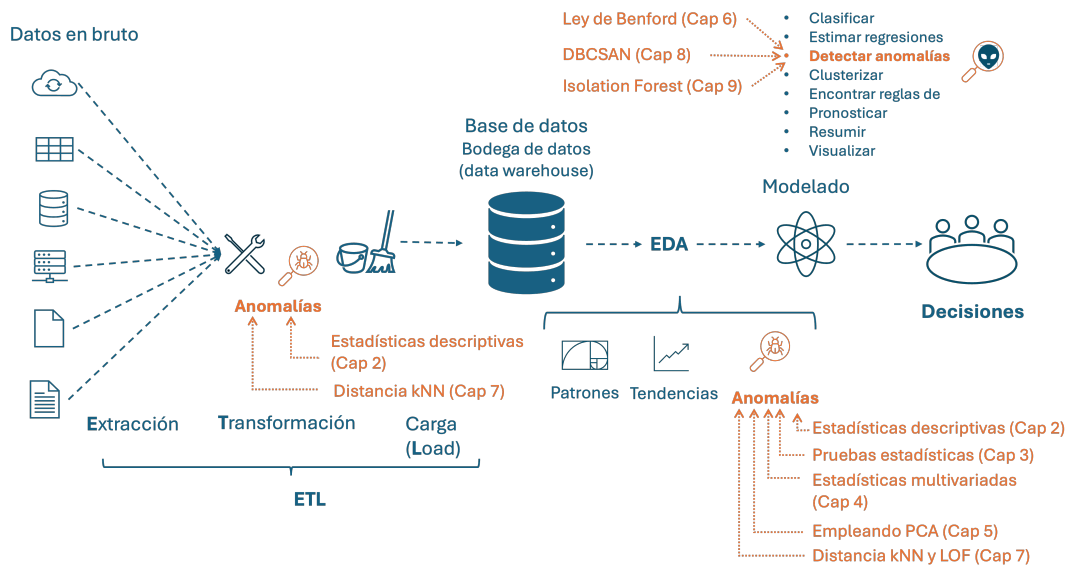 Datos en bruto
Ley de Benford (Cap 6)
DBCSAN (Cap 8)
Isolation Forest (Cap 9)
• Clasificar
• Estimar regresiones
• Detectar anomalías
• Clusterizar
• Encontrar reglas de
• Pronosticar
• Resumir
• Visualizar
Base de datos
Bodega de datos
(data warehouse)
Modelado
EDA
Decisiones
Anomalías
Estadísticas descriptivas
(Cap 2)
Distancia kNN (Cap 7)
Extracción
Transformación
Carga
(Load)
ETL
Patrones
Tendencias
Anomalías
Estadísticas descriptivas (Cap 2)
Pruebas estadísticas (Cap 3)
Estadísticas multivariadas
(Cap 4)
Empleando PCA (Cap 5)
Distancia kNN y LOF (Cap 7)